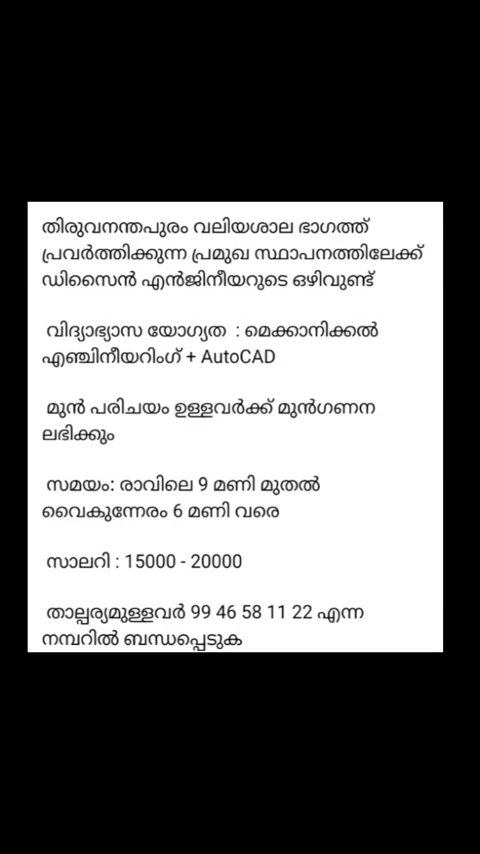 തിരുവനന്തപുരം വലിയശാല ഭാഗത്ത്
പ്രവർത്തിക്കുന്ന പ്രമുഖ സ്ഥാപനത്തിലേക്ക്
ഡിസൈൻ എൻജിനീയറുടെ ഒഴിവുണ്ട്
വിദ്യാഭ്യാസ യോഗ്യത : മെക്കാനിക്കൽ
എഞ്ചിനീയറിംഗ് + AutoCAD
മുൻ പരിചയം ഉള്ളവർക്ക് മുൻഗണന
ലഭിക്കും
സമയം: രാവിലെ 9 മണി മുതൽ
വൈകുന്നേരം 6 മണി വരെ
സാലറി : 15000 - 20000
താല്പര്യമുള്ളവർ 99 46 58 11 22 എന്ന
നമ്പറിൽ ബന്ധപ്പെടുക